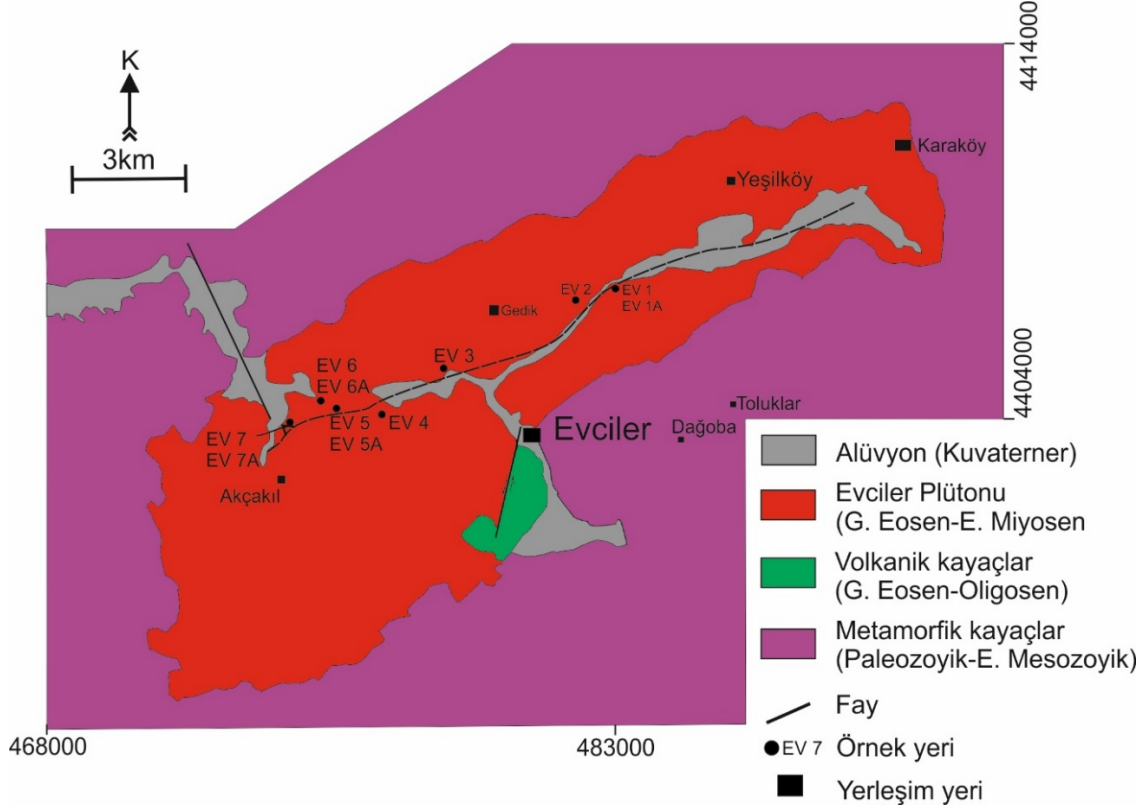 K
3km
4414000
Karaköy
Yeşilköy
EV 2
EV 1
EV 1A
Gedik
EV 3
EV 6
EV 6A
4404000
Toluklar
EV 7
EV 7A
EV 5
EV 5A
EV 4
Evciler
Dağoba
Akçakıl
Alüvyon (Kuvaterner)
Evciler Plütonu
(G. Eosen-E. Miyosen
Volkanik kayaçlar
(G. Eosen-Oligosen)
Metamorfik kayaçlar
(Paleozoyik-E. Mesozoyik)
Fay
EV 7 Örnek yeri
Yerleşim yeri
468000
483000